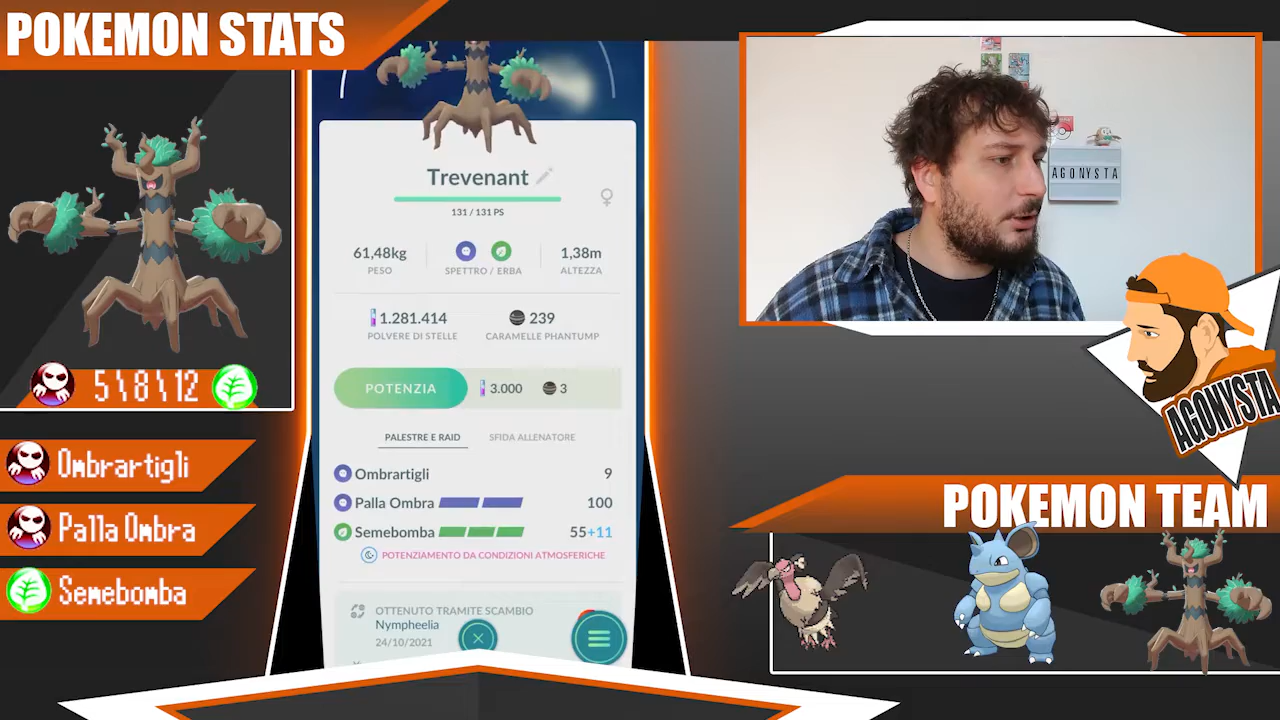 POKEMON STATS
5\8\12
Ombrartigli
Palla Ombra
Semebomba
Trevenant
131 / 131 PS
61,48kg
PESO
SPETTRO / ERBA
1,38m
ALTEZZA
1.281.414
POLVERE DI STELLE
239
CARAMELLE PHANTUMP
POTENZIA
3.000
3
PALESTRE E RAID
SFIDA ALLENATORE
Ombrartigli 9
Palla Ombra 100
Semebomba 55+11
POTENZIAMENTO DA CONDIZIONI ATMOSFERICHE
OTTENUTO TRAMITE SCAMBIO
Nympheelia
24/10/2021
AGONYSTA
AGONYSTA
POKEMON TEAM